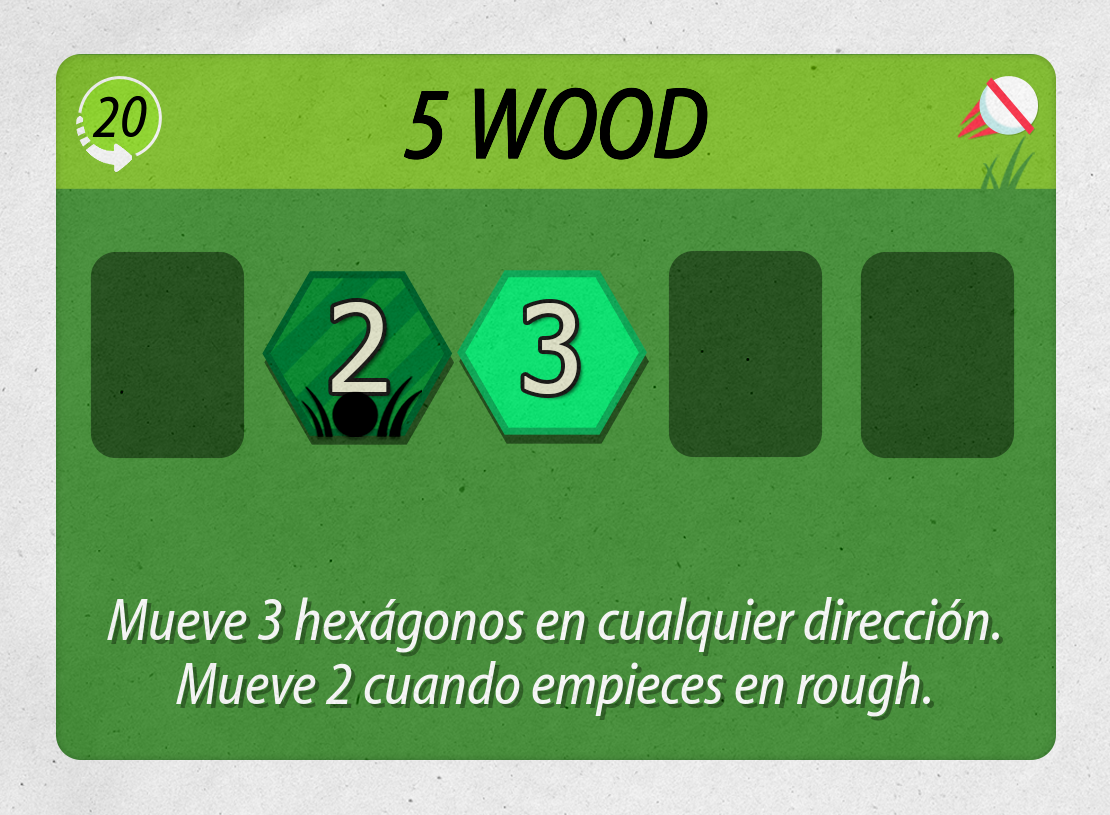 20
5 WOOD
2
3
Mueve 3 hexágonos en cualquier dirección.
Mueve 2 cuando empieces en rough.